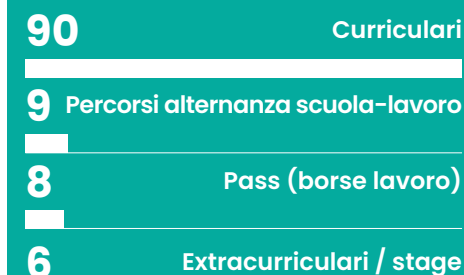 90 Curriculari
9 Percorsi alternanza scuola-lavoro
8 Pass (borse lavoro)
6 Extracurriculari / stage